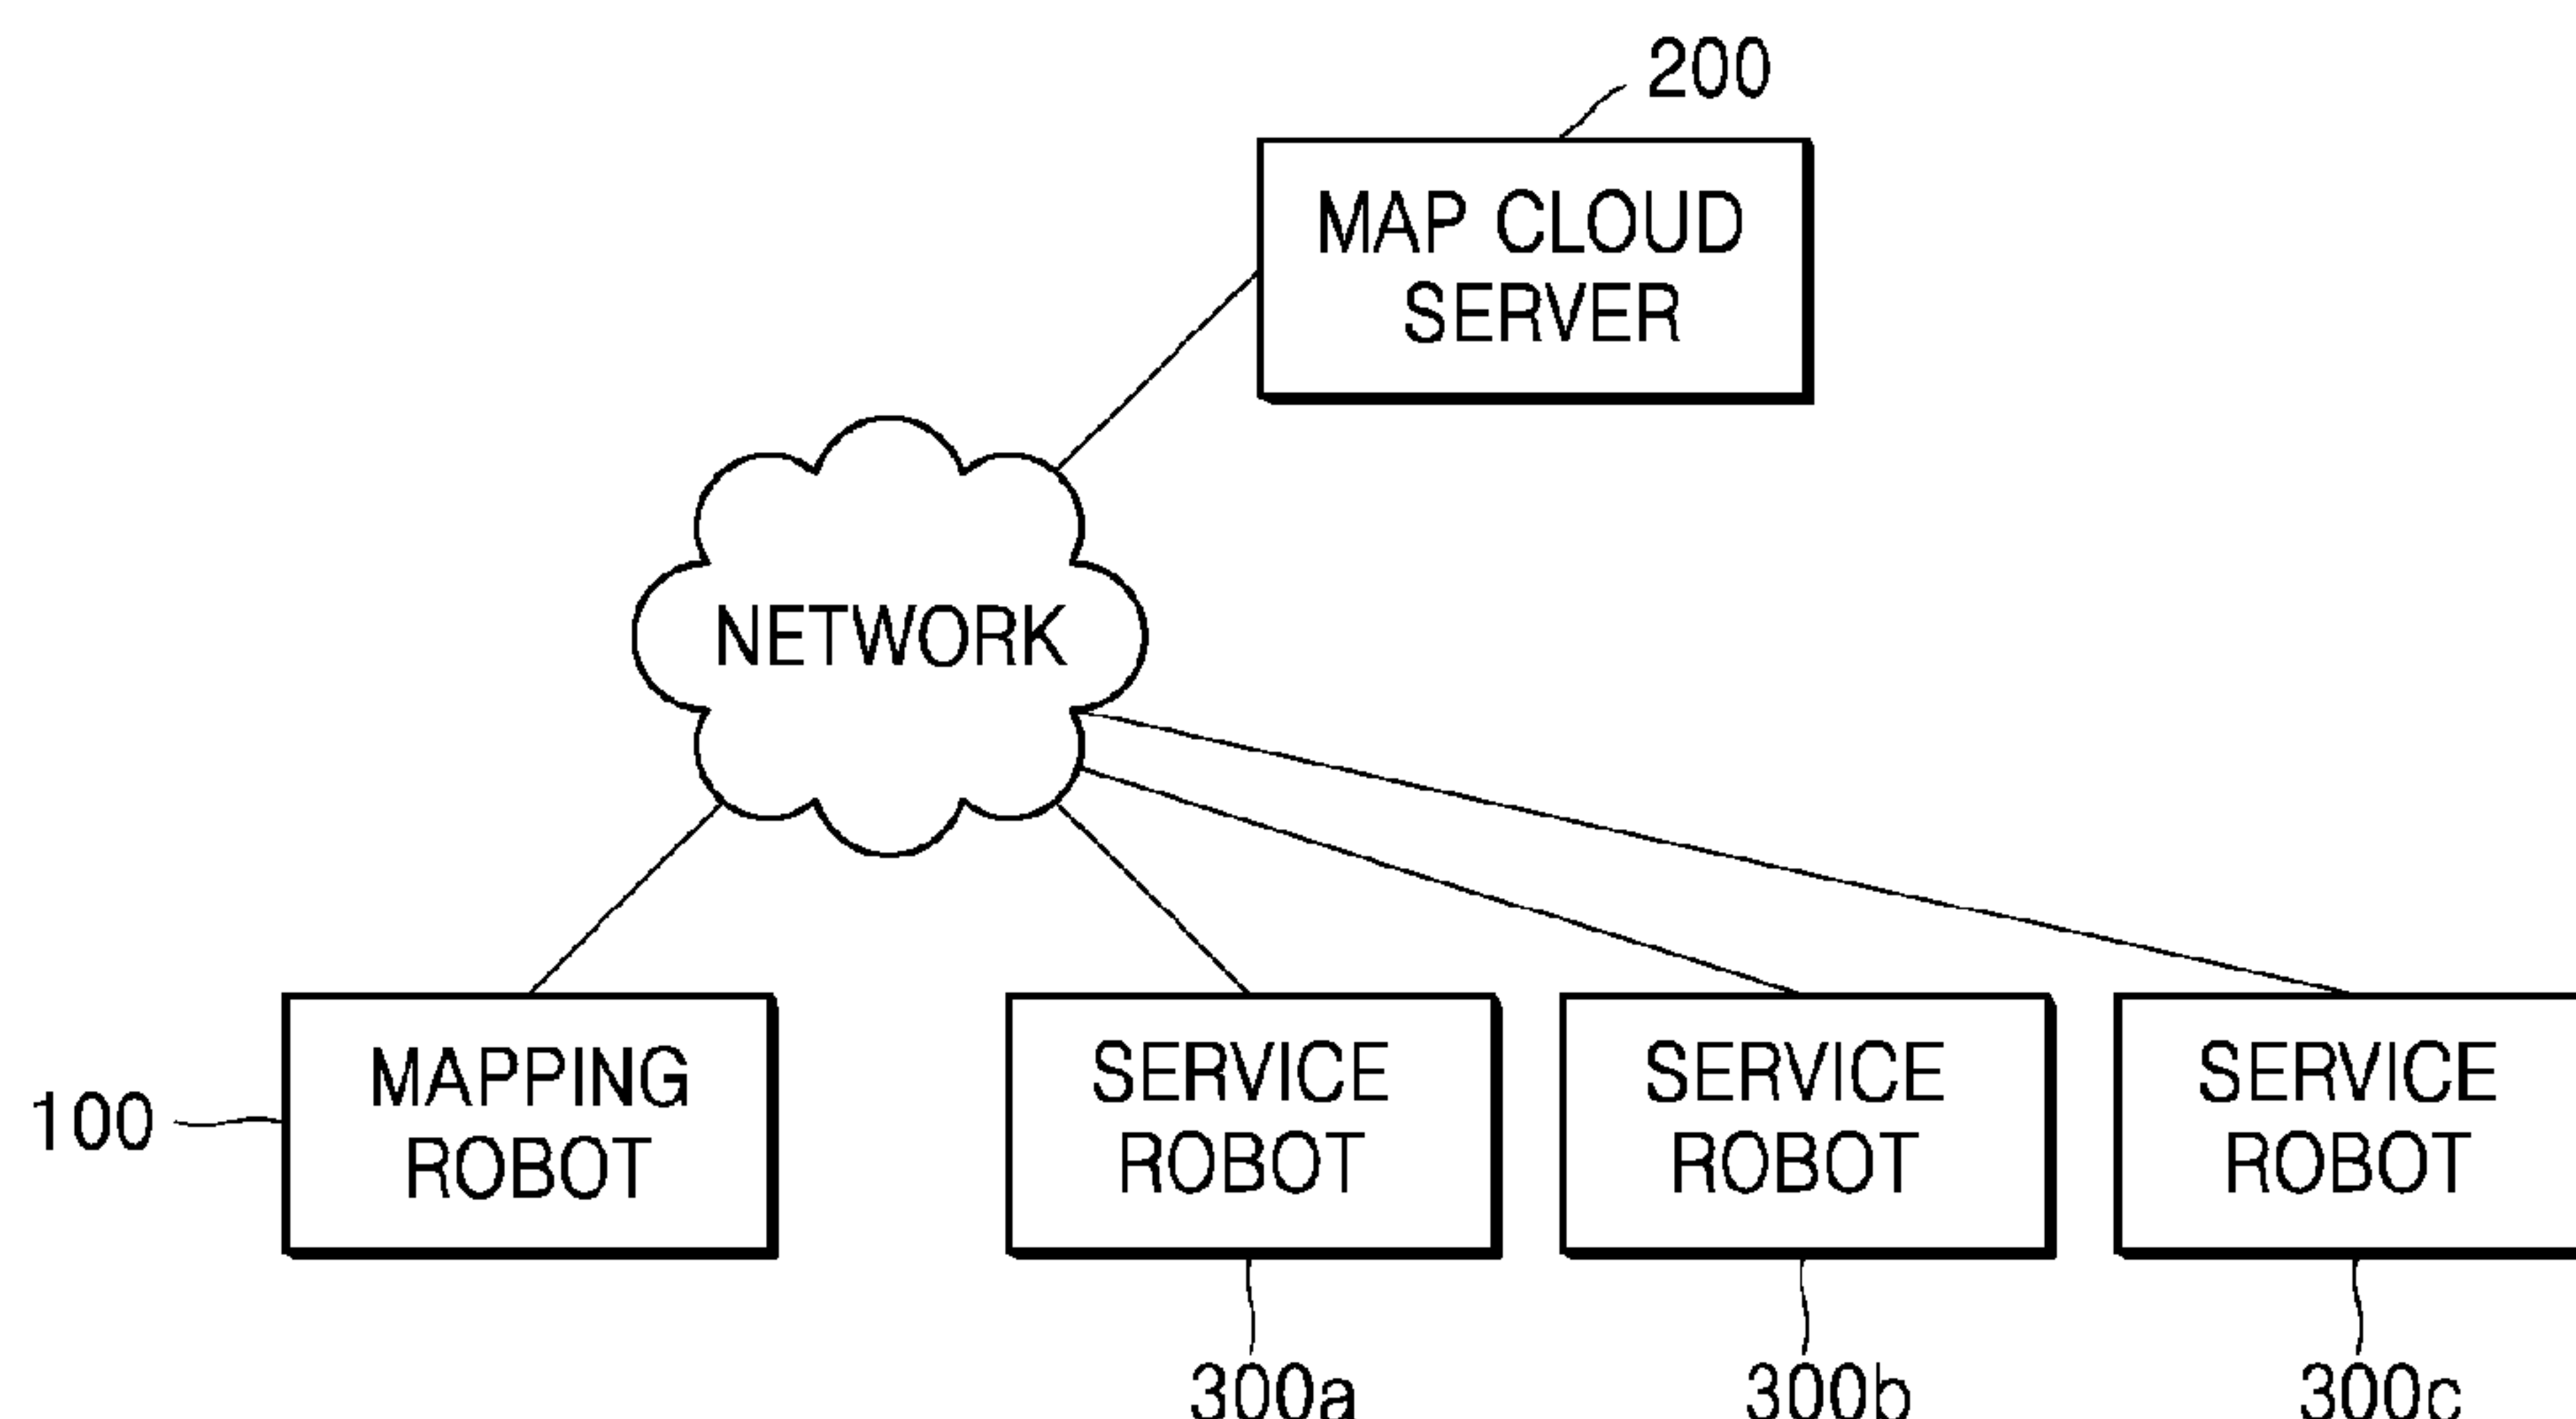 200
MAP CLOUD
SERVER
NETWORK
100
MAPPING
ROBOT
SERVICE
ROBOT
SERVICE
ROBOT
SERVICE
ROBOT
300a
300b
300c